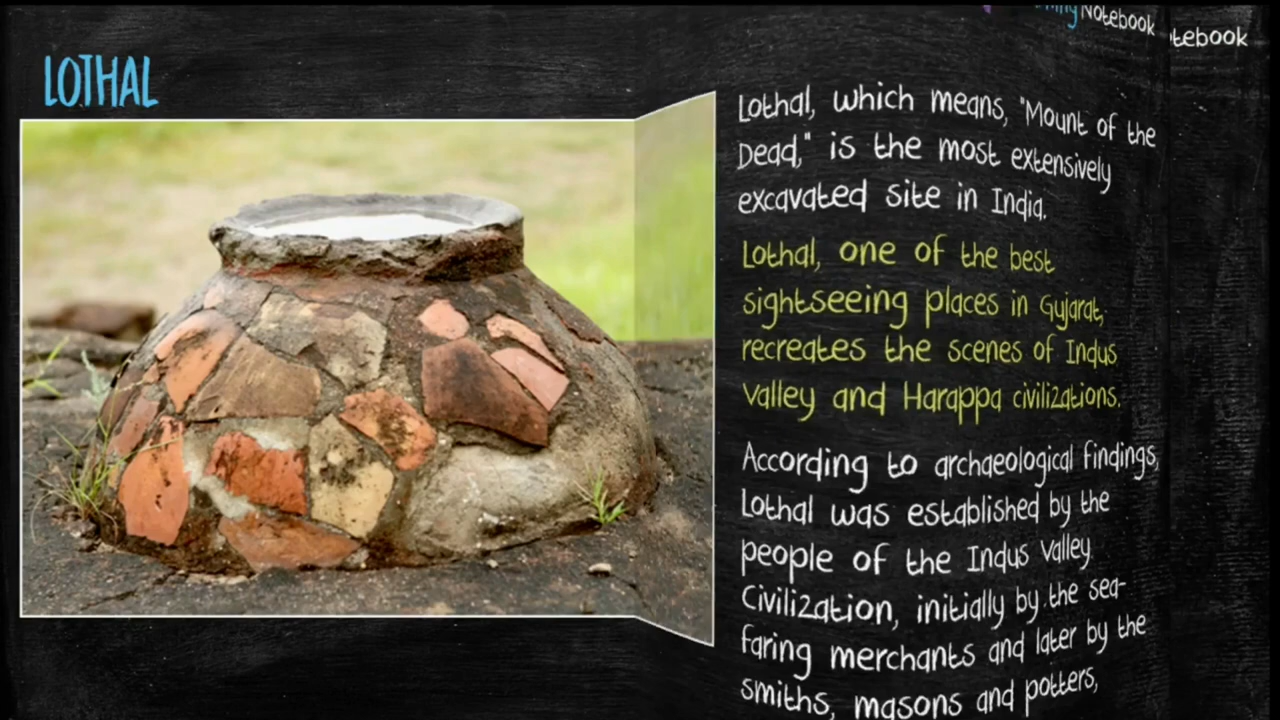 Notebook
tebook
LOTHAL
Lothal, which means, "Mount of the
Dead," is the most extensively
excavated site in India.
Lothal, one of the best
sightseeing places in Gujarat,
recreates the scenes of Indus
Valley and Harappa civilizations.
According to archaeological findings,
Lothal was established by the
people of the Indus Valley
Civilization, initially by the sea-
faring merchants and later by the
smiths, masons and potters,